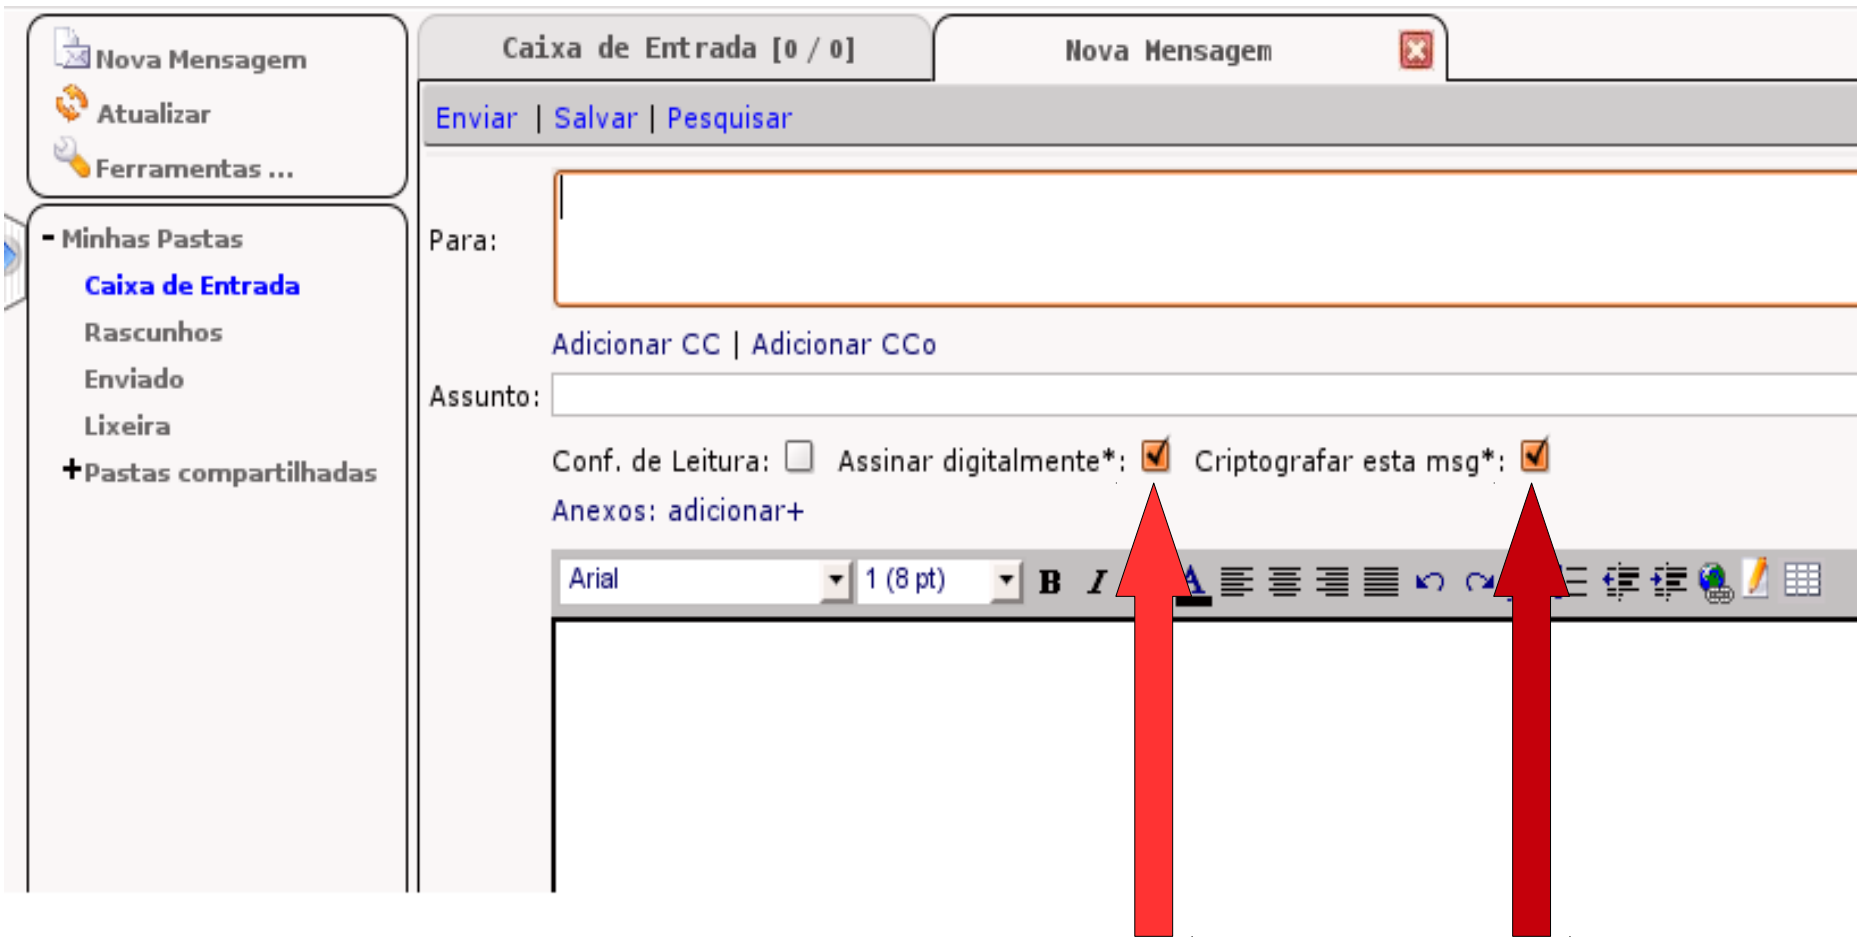 Nova Mensagem
Atualizar
Ferramentas ...
- Minhas Pastas
Caixa de Entrada
Rascunhos
Enviado
Lixeira
+Pastas compartilhadas
Caixa de Entrada [0 / 0]
Nova Mensagem
Enviar | Salvar | Pesquisar
Para:
Adicionar CC | Adicionar CCo
Assunto:
Conf. de Leitura: Assinar digitalmente*: Criptografar esta msg*:
Anexos: adicionar+
Arial 1 (8 pt) B I A